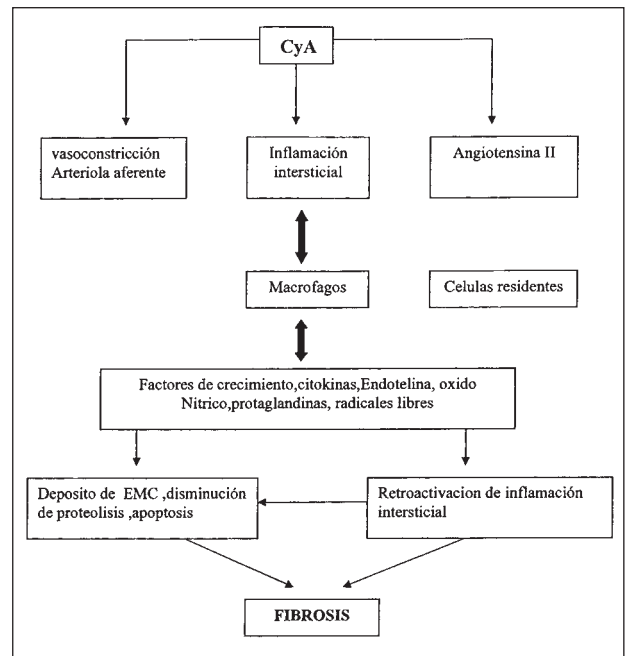 CyA
vasoconstricción
Arteriola aferente
Inflamación
intersticial
Angiotensina II
Macrofagos
Celulas residentes
Factores de crecimiento,citokinas,Endotelina, oxido
Nitrico,protaglandinas, radicales libres
Deposito de EMC ,disminución
de proteolisis ,apoptosis
Retroactivacion de inflamación
intersticial
FIBROSIS